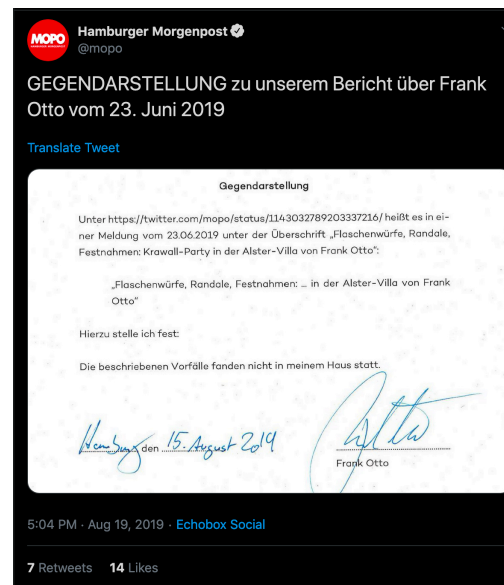 MOPO
Hamburger Morgenpost
@mopo
GEGENDARSTELLUNG zu unserem Bericht über Frank
Otto vom 23. Juni 2019
Translate Tweet
Gegendarstellung
Unter https://twitter.com/mopo/status/1143032789203337216/ heißt es in ei-
ner Meldung vom 23.06.2019 unter der Überschrift „Flaschenwürfe, Randale,
Festnahmen: Krawall-Party in der Alster-Villa von Frank Otto":
„Flaschenwürfe, Randale, Festnahmen: ... in der Alster-Villa von Frank
Otto"
Hierzu stelle ich fest:
Die beschriebenen Vorfälle fanden nicht in meinem Haus statt.
Hamburg den 15. August 2019
Frank Otto
5:04 PM · Aug 19, 2019 · Echobox Social
7 Retweets 14 Likes